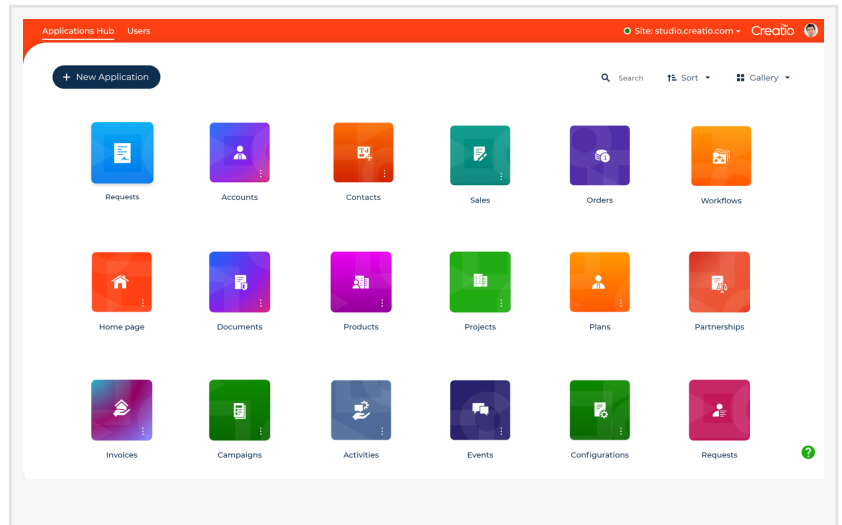 Applications Hub Users Site: studio.creatio.com Creatio
+ New Application Search Sort Gallery
Requests Accounts Contacts Sales Orders Workflows
Home page Documents Products Projects Plans Partnerships
Invoices Campaigns Activities Events Configurations Requests
?